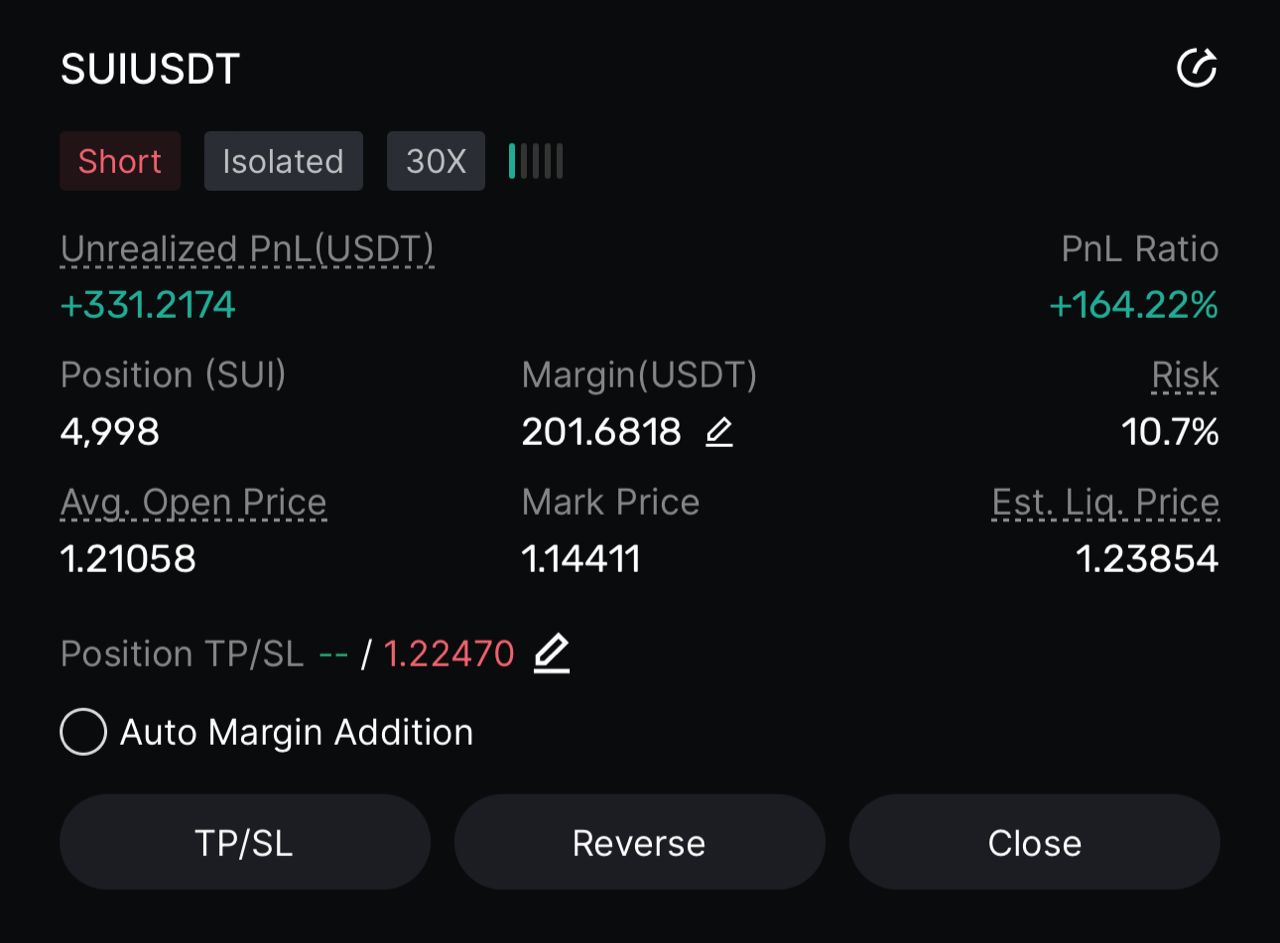 SUIUSDT
Short Isolated 30X
Unrealized PnL(USDT) PnL Ratio
+331.2174 +164.22%
Position (SUI) Margin(USDT) Risk
4,998 201.6818 10.7%
Avg. Open Price Mark Price Est. Liq. Price
1.21058 1.14411 1.23854
Position TP/SL -- / 1.22470
Auto Margin Addition
TP/SL Reverse Close